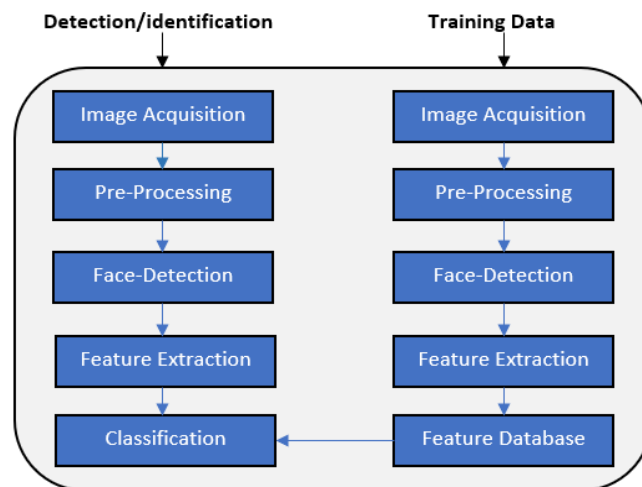 Detection/identification
Training Data
Image Acquisition
Image Acquisition
Pre-Processing
Pre-Processing
Face-Detection
Face-Detection
Feature Extraction
Feature Extraction
Classification
Feature Database